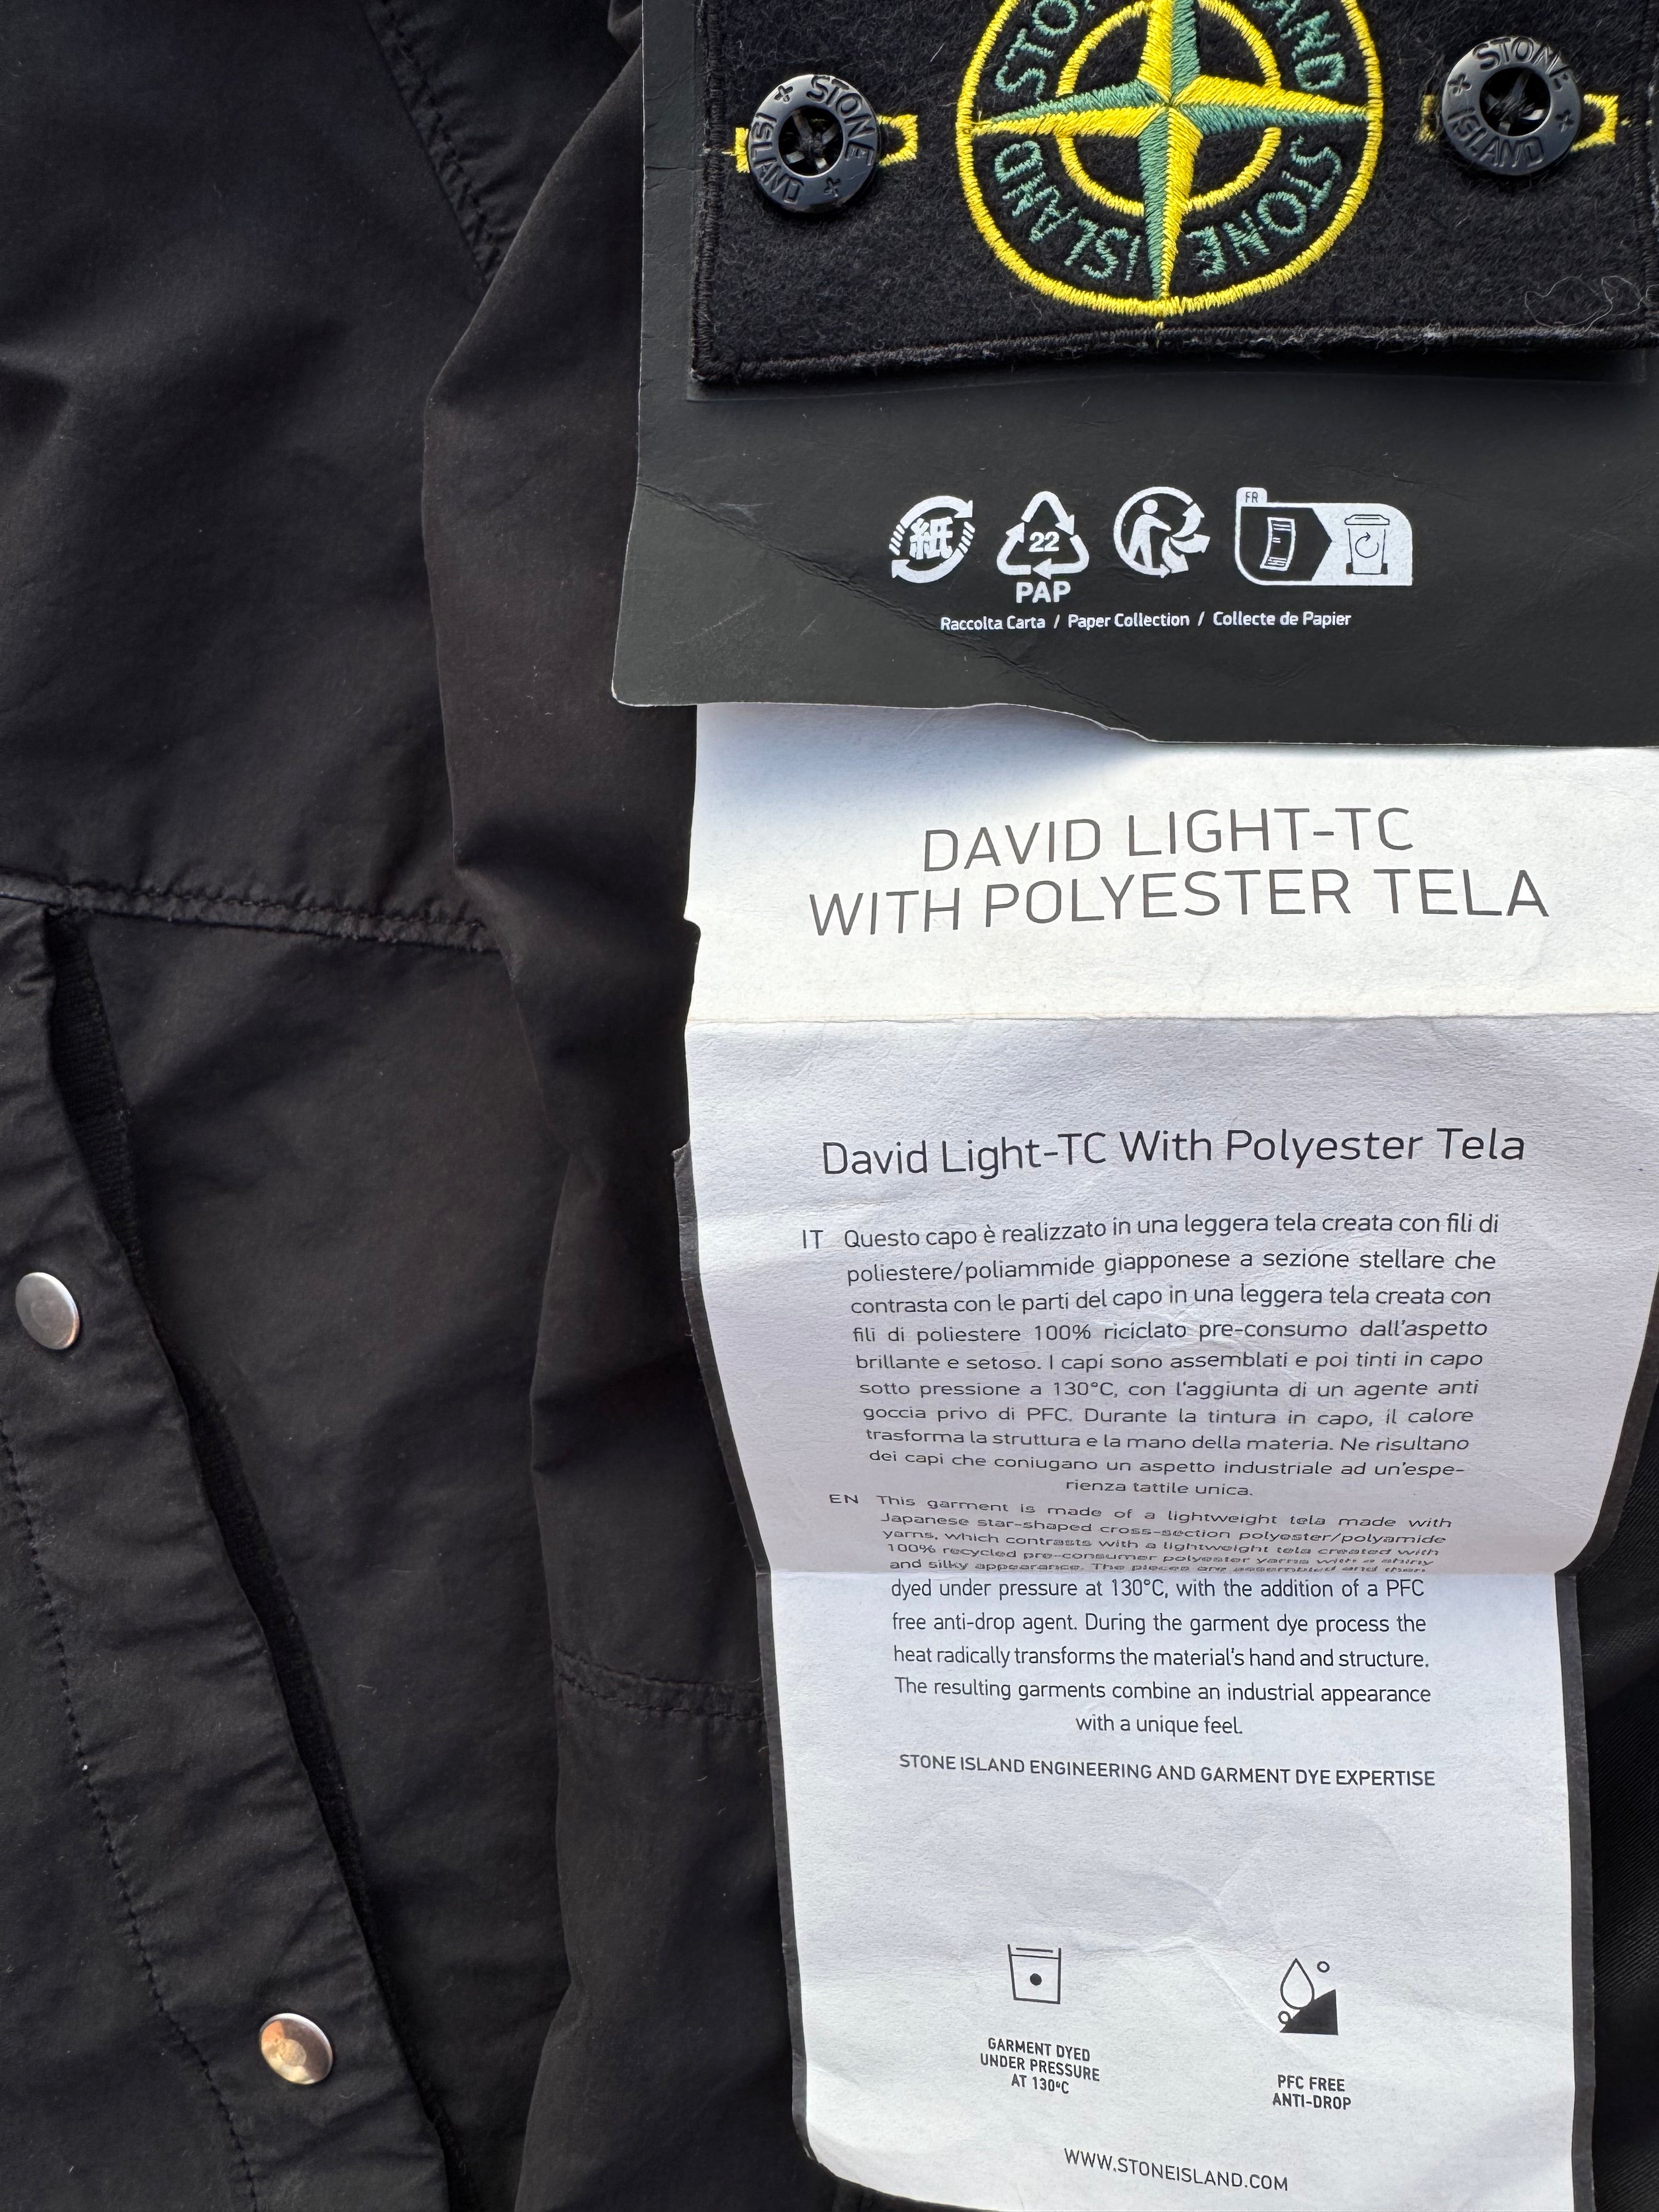 STONE ISLAND
STONE ISLAND
STONE ISLAND
STONE ISLAND
紙
22
PAP
FR
Raccolta Carta / Paper Collection / Collecte de Papier
DAVID LIGHT-TC
WITH POLYESTER TELA
David Light-TC With Polyester Tela
IT Questo capo è realizzato in una leggera tela creata con fili di
poliestere/poliammide giapponese a sezione stellare che
contrasta con le parti del capo in una leggera tela creata con
fili di poliestere 100% riciclato pre-consumo dall'aspetto
brillante e setoso. I capi sono assemblati e poi tinti in capo
sotto pressione a 130°C, con l'aggiunta di un agente anti
goccia privo di PFC. Durante la tintura in capo, il calore
trasforma la struttura e la mano della materia. Ne risultano
dei capi che coniugano un aspetto industriale ad un'espe-
rienza tattile unica.
EN This garment is made of a lightweight tela made with
Japanese star-shaped cross-section polyester/polyamide
yarns, which contrasts with a lightweight tela created with
100% recycled pre-consumer polyester yarns with a shiny
and silky appearance. The pieces are assembled and then
dyed under pressure at 130°C, with the addition of a PFC
free anti-drop agent. During the garment dye process the
heat radically transforms the material's hand and structure.
The resulting garments combine an industrial appearance
with a unique feel.
STONE ISLAND ENGINEERING AND GARMENT DYE EXPERTISE
GARMENT DYED
UNDER PRESSURE
AT 130°C
PFC FREE
ANTI-DROP
WWW.STONEISLAND.COM